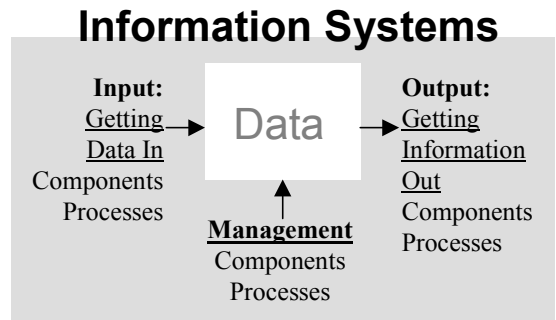 Information Systems
Input:
Getting
Data In
Components
Processes
Data
Management
Components
Processes
Output:
Getting
Information
Out
Components
Processes